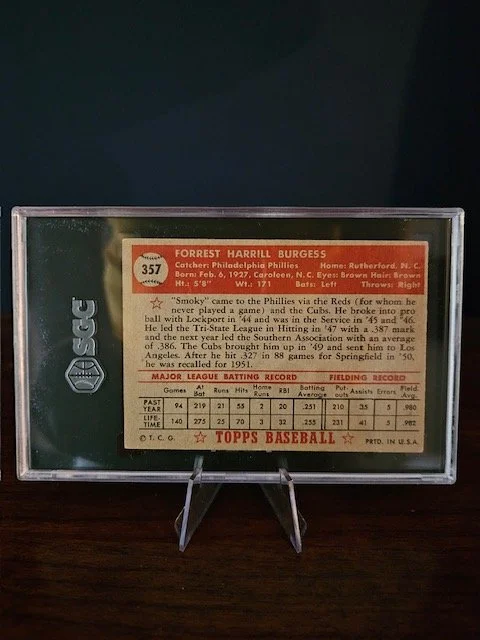 SGC
357
FORREST HARRILL BURGESS
Catcher: Philadelphia Phillies Home: Rutherford, N. C.
Born: Feb. 6, 1927, Caroleen, N. C. Eyes: Brown Hair: Brown
Ht.: 5'8" Wt.: 171 Bats: Left Throws: Right
"Smoky" came to the Phillies via the Reds (for whom he
never played a game) and the Cubs. He broke into pro
ball with Lockport in '44 and was in the Service in '45 and '46.
He led the Tri-State League in Hitting in '47 with a .387 mark
and the next year led the Southern Association with an average
of .386. The Cubs brought him up in '49 and sent him to Los
Angeles. After he hit .327 in 88 games for Springfield in '50,
he was recalled for 1951.
MAJOR LEAGUE BATTING RECORD FIELDING RECORD
Games At Bat Runs Hits Home Runs RBI Batting Average Put-outs Assists Errors Field. Avg.
PAST YEAR 94 219 21 55 2 20 .251 210 35 5 .980
LIFE-TIME 140 275 25 70 3 32 .255 231 41 5 .982
© T. C. G. TOPPS BASEBALL PRTD. IN U.S.A.